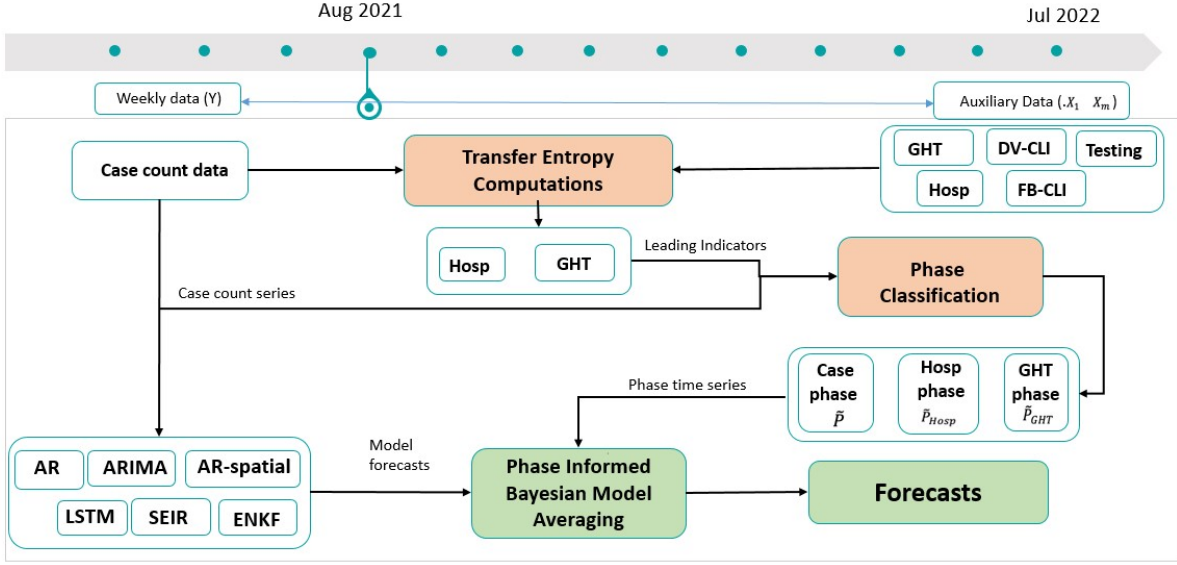 Aug 2021
Jul 2022
Weekly data (Y)
Auxiliary Data (.X₁ Xₘ)
Case count data
Transfer Entropy
Computations
GHT
DV-CLI
Testing
Hosp
FB-CLI
Hosp
GHT
Leading Indicators
Phase
Classification
Case count series
Case
phase
P̃
Hosp
phase
P̃_Hosp
GHT
phase
P̃_GHT
Phase time series
AR
ARIMA
AR-spatial
LSTM
SEIR
ENKF
Model
forecasts
Phase Informed
Bayesian Model
Averaging
Forecasts